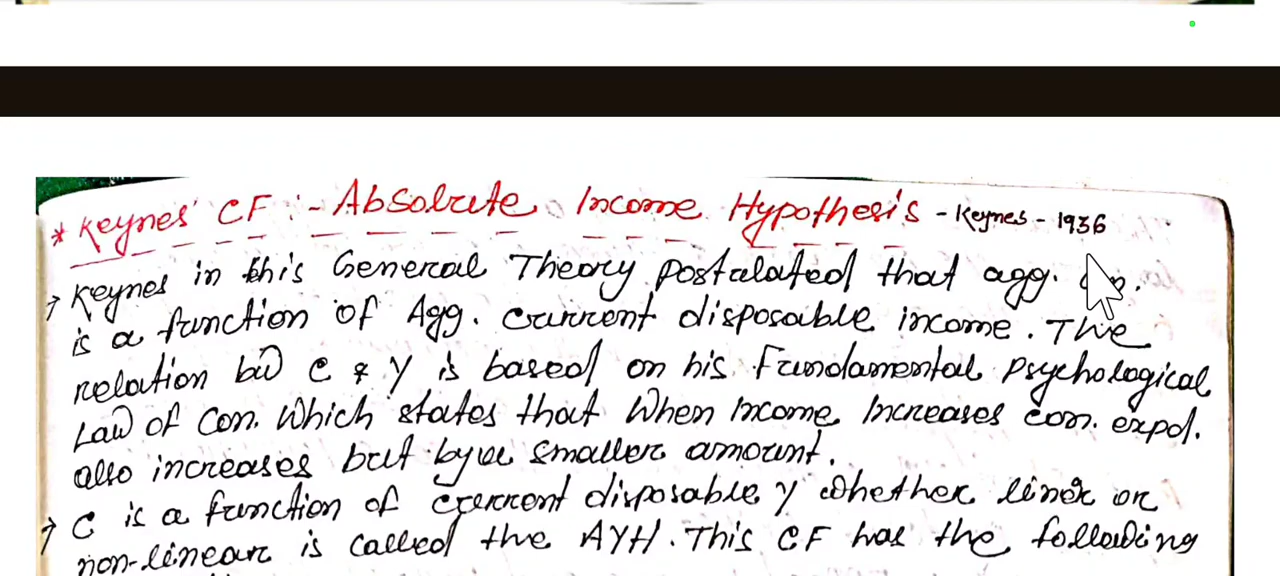 * Keynes' CF :- Absolute Income Hypothesis - Keynes - 1936
→ Keynes in this General Theory postulated that agg.
is a function of Agg. current disposable income. The
relation b/w C & Y is based on his Fundamental Psychological
Law of Con. which states that when Income Increases con. expd.
also increases but by a smaller amount.
→ C is a function of current disposable y whether liner or
non-linear is called the AYH. This CF has the following